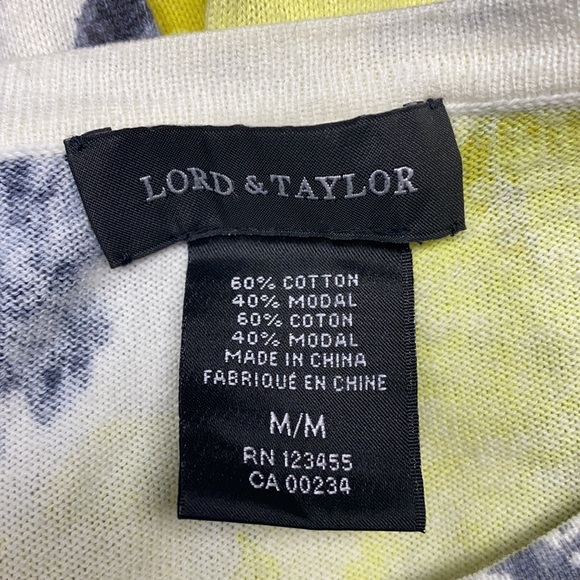 LORD & TAYLOR
60% COTTON
40% MODAL
60% COTON
40% MODAL
MADE IN CHINA
FABRIQUÉ EN CHINE
M/M
RN 123455
CA 00234